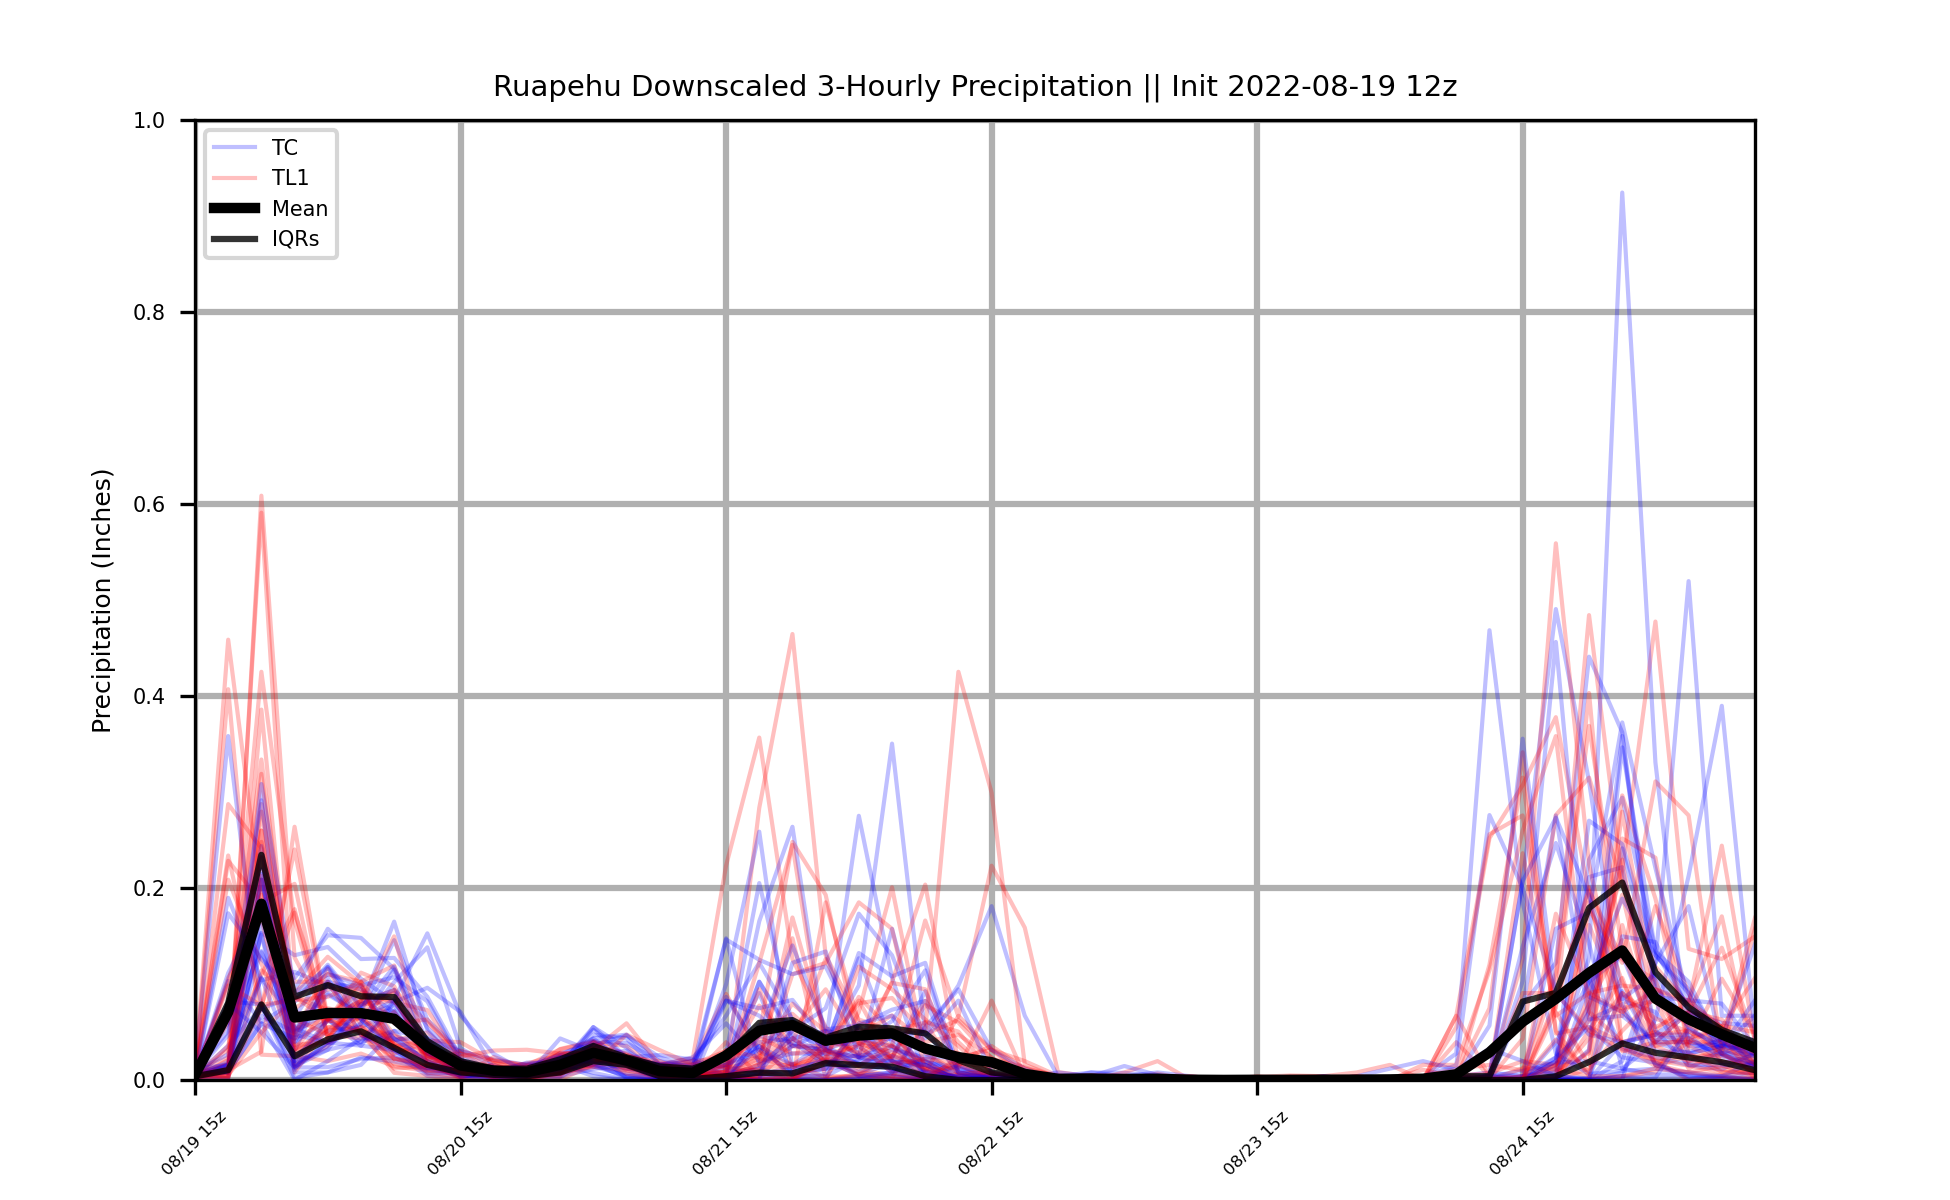 Ruapehu Downscaled 3-Hourly Precipitation || Init 2022-08-19 12z
1.0
0.8
0.6
0.4
0.2
0.0
Precipitation (Inches)
TC
TL1
Mean
IQRs
08/19 15z
08/20 15z
08/21 15z
08/22 15z
08/23 15z
08/24 15z